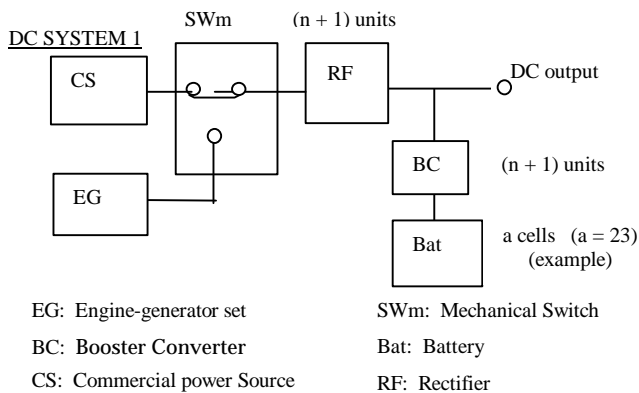 SWm (n + 1) units
DC SYSTEM 1
CS
RF
DC output
BC (n + 1) units
EG
Bat a cells (a = 23)
(example)
EG: Engine-generator set SWm: Mechanical Switch
BC: Booster Converter Bat: Battery
CS: Commercial power Source RF: Rectifier